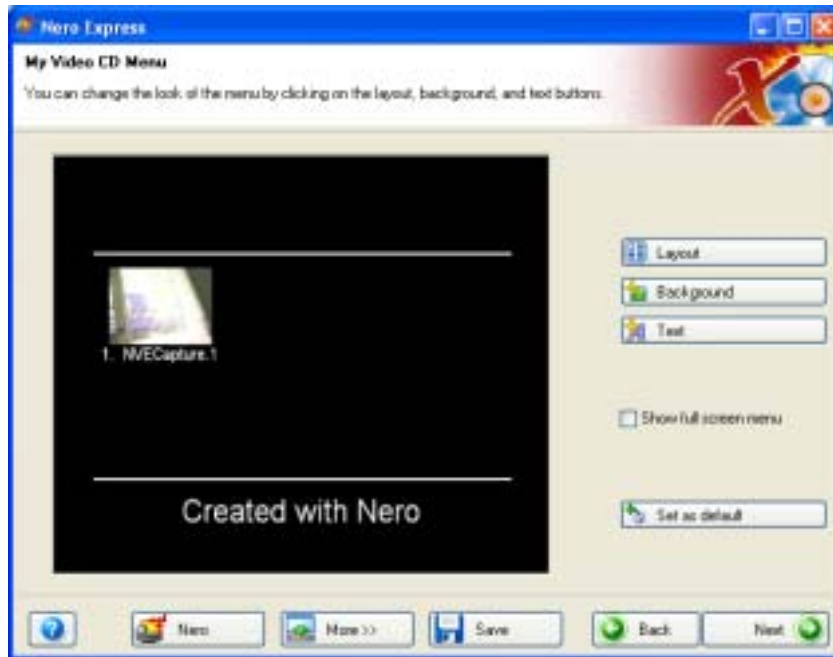 Nero Express
My Video CD Menu
You can change the look of the menu by clicking on the layout, background, and text buttons.
Layout
Background
1. NVECapture.1
Text
Show full screen menu
Created with Nero
Set as default
Nero
More >>
Save
Back
Next